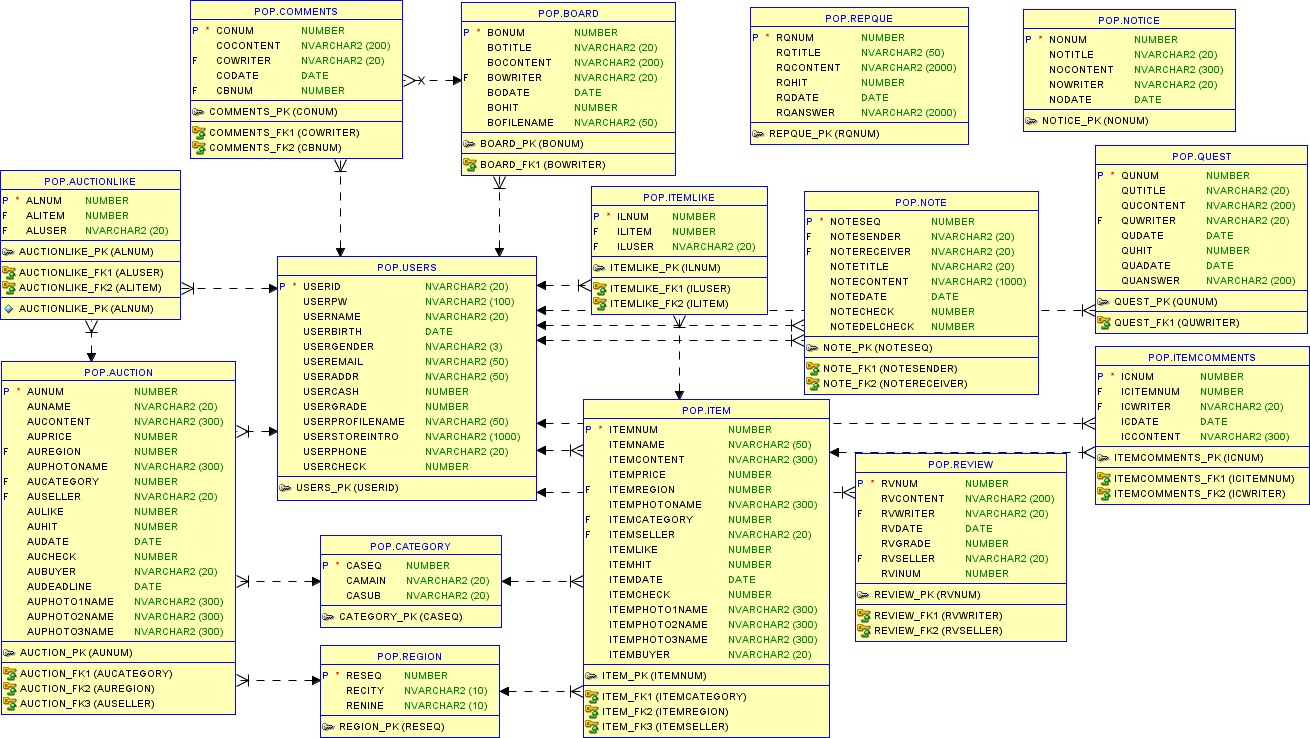 POP.COMMENTS
P * CONUM NUMBER
COCONTENT NVARCHAR2 (200)
F COWRITER NVARCHAR2 (20)
CODATE DATE
F CBNUM NUMBER
COMMENTS_PK (CONUM)
COMMENTS_FK1 (COWRITER)
COMMENTS_FK2 (CBNUM)
POP.BOARD
P * BONUM NUMBER
BOTITLE NVARCHAR2 (20)
BOCONTENT NVARCHAR2 (200)
F BOWRITER NVARCHAR2 (20)
BODATE DATE
BOHIT NUMBER
BOFILENAME NVARCHAR2 (50)
BOARD_PK (BONUM)
BOARD_FK1 (BOWRITER)
POP.REPQUE
P * RQNUM NUMBER
RQTITLE NVARCHAR2 (50)
RQCONTENT NVARCHAR2 (2000)
RQHIT NUMBER
RQDATE DATE
RQANSWER NVARCHAR2 (2000)
REPQUE_PK (RQNUM)
POP.NOTICE
P * NONUM NUMBER
NOTITLE NVARCHAR2 (20)
NOCONTENT NVARCHAR2 (300)
NOWRITER NVARCHAR2 (20)
NODATE DATE
NOTICE_PK (NONUM)
POP.AUCTIONLIKE
P * ALNUM NUMBER
F ALITEM NUMBER
F ALUSER NVARCHAR2 (20)
AUCTIONLIKE_PK (ALNUM)
AUCTIONLIKE_FK1 (ALUSER)
AUCTIONLIKE_FK2 (ALITEM)
AUCTIONLIKE_PK (ALNUM)
POP.ITEMLIKE
P * ILNUM NUMBER
F ILITEM NUMBER
F ILUSER NVARCHAR2 (20)
ITEMLIKE_PK (ILNUM)
ITEMLIKE_FK1 (ILUSER)
ITEMLIKE_FK2 (ILITEM)
POP.NOTE
P * NOTESEQ NUMBER
F NOTESENDER NVARCHAR2 (20)
F NOTERECEIVER NVARCHAR2 (20)
NOTETITLE NVARCHAR2 (20)
NOTECONTENT NVARCHAR2 (1000)
NOTEDATE DATE
NOTECHECK NUMBER
NOTEDELCHECK NUMBER
NOTE_PK (NOTESEQ)
NOTE_FK1 (NOTESENDER)
NOTE_FK2 (NOTERECEIVER)
POP.QUEST
P * QUNUM NUMBER
QUTITLE NVARCHAR2 (20)
QUCONTENT NVARCHAR2 (200)
F QUWRITER NVARCHAR2 (20)
QUDATE DATE
QUHIT NUMBER
QUADATE DATE
QUANSWER NVARCHAR2 (200)
QUEST_PK (QUNUM)
QUEST_FK1 (QUWRITER)
POP.USERS
P * USERID NVARCHAR2 (20)
USERPW NVARCHAR2 (100)
USERNAME NVARCHAR2 (20)
USERBIRTH DATE
USERGENDER NVARCHAR2 (3)
USEREMAIL NVARCHAR2 (50)
USERADDR NVARCHAR2 (50)
USERCASH NUMBER
USERGRADE NUMBER
USERPROFILENAME NVARCHAR2 (50)
USERSTOREINTRO NVARCHAR2 (1000)
USERPHONE NVARCHAR2 (20)
USERCHECK NUMBER
USERS_PK (USERID)
POP.AUCTION
P * AUNUM NUMBER
AUNAME NVARCHAR2 (20)
AUCONTENT NVARCHAR2 (300)
AUPRICE NUMBER
F AUREGION NUMBER
AUPHOTONAME NVARCHAR2 (300)
F AUCATEGORY NUMBER
F AUSELLER NVARCHAR2 (20)
AULIKE NUMBER
AUHIT NUMBER
AUDATE DATE
AUCHECK NUMBER
AUBUYER NVARCHAR2 (20)
AUDEADLINE DATE
AUPHOTO1NAME NVARCHAR2 (300)
AUPHOTO2NAME NVARCHAR2 (300)
AUPHOTO3NAME NVARCHAR2 (300)
AUCTION_PK (AUNUM)
AUCTION_FK1 (AUCATEGORY)
AUCTION_FK2 (AUREGION)
AUCTION_FK3 (AUSELLER)
POP.ITEMCOMMENTS
P * ICNUM NUMBER
F ICITEMNUM NUMBER
F ICWRITER NVARCHAR2 (20)
ICDATE DATE
ICCONTENT NVARCHAR2 (300)
ITEMCOMMENTS_PK (ICNUM)
ITEMCOMMENTS_FK1 (ICITEMNUM)
ITEMCOMMENTS_FK2 (ICWRITER)
POP.ITEM
P * ITEMNUM NUMBER
ITEMNAME NVARCHAR2 (50)
ITEMCONTENT NVARCHAR2 (300)
ITEMPRICE NUMBER
F ITEMREGION NUMBER
ITEMPHOTONAME NVARCHAR2 (300)
F ITEMCATEGORY NUMBER
F ITEMSELLER NVARCHAR2 (20)
ITEMLIKE NUMBER
ITEMHIT NUMBER
ITEMDATE DATE
ITEMCHECK NUMBER
ITEMPHOTO1NAME NVARCHAR2 (300)
ITEMPHOTO2NAME NVARCHAR2 (300)
ITEMPHOTO3NAME NVARCHAR2 (300)
ITEMBUYER NVARCHAR2 (20)
ITEM_PK (ITEMNUM)
ITEM_FK1 (ITEMCATEGORY)
ITEM_FK2 (ITEMREGION)
ITEM_FK3 (ITEMSELLER)
POP.REVIEW
P * RVNUM NUMBER
RVCONTENT NVARCHAR2 (200)
F RVWRITER NVARCHAR2 (20)
RVDATE DATE
RVGRADE NUMBER
F RVSELLER NVARCHAR2 (20)
RVINUM NUMBER
REVIEW_PK (RVNUM)
REVIEW_FK1 (RVWRITER)
REVIEW_FK2 (RVSELLER)
POP.CATEGORY
P * CASEQ NUMBER
CAMAIN NVARCHAR2 (20)
CASUB NVARCHAR2 (20)
CATEGORY_PK (CASEQ)
POP.REGION
P * RESEQ NUMBER
RECITY NVARCHAR2 (10)
RENINE NVARCHAR2 (10)
REGION_PK (RESEQ)